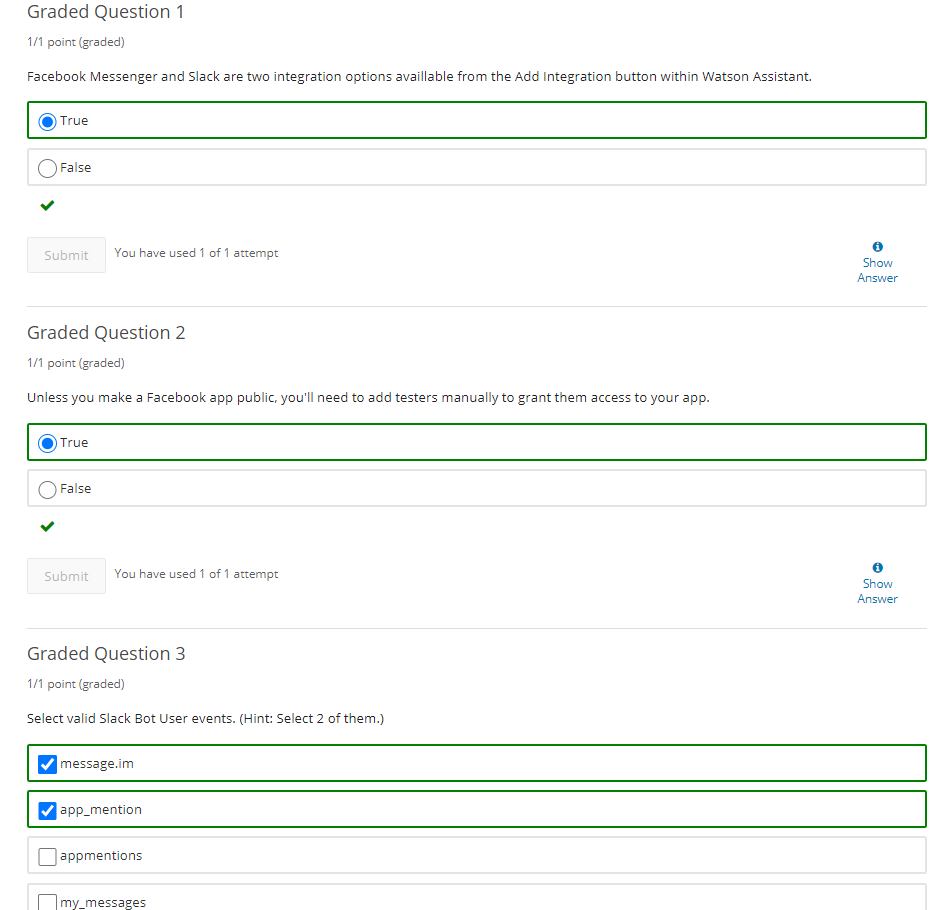 Graded Question 1
1/1 point (graded)
Facebook Messenger and Slack are two integration options availlable from the Add Integration button within Watson Assistant.
True
False
Submit
You have used 1 of 1 attempt
Show
Answer
Graded Question 2
1/1 point (graded)
Unless you make a Facebook app public, you'll need to add testers manually to grant them access to your app.
True
False
Submit
You have used 1 of 1 attempt
Show
Answer
Graded Question 3
1/1 point (graded)
Select valid Slack Bot User events. (Hint: Select 2 of them.)
message.im
app_mention
appmentions
my_messages